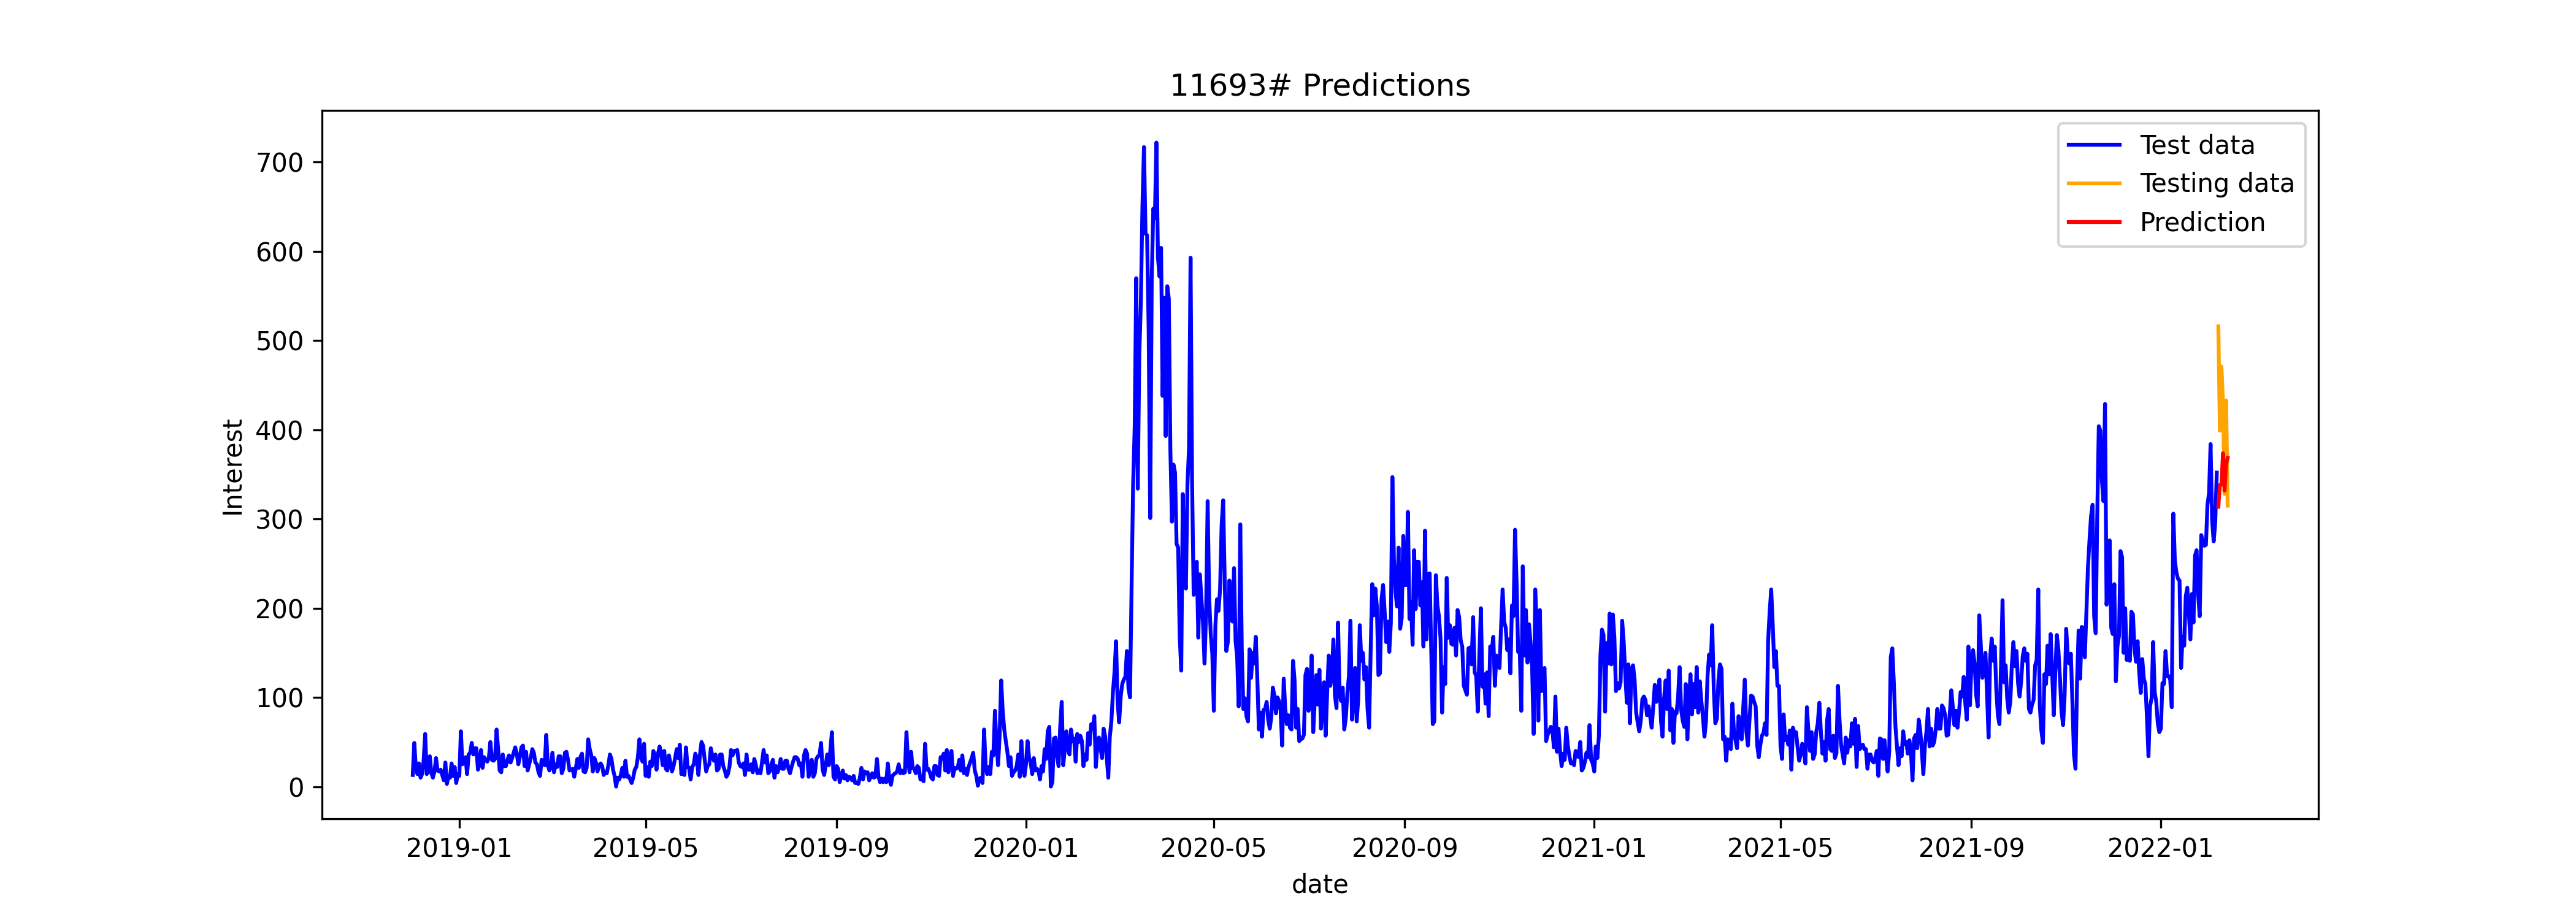 11693# Predictions
Test data
Testing data
Prediction
Interest
700
600
500
400
300
200
100
0
2019-01 2019-05 2019-09 2020-01 2020-05 2020-09 2021-01 2021-05 2021-09 2022-01
date